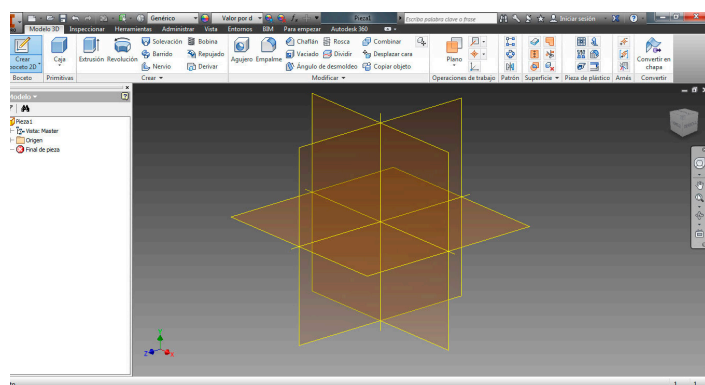 Genérico
Valor por d
Pieza1
Escriba palabra clave o frase
Iniciar sesión
Modelo 3D Inspeccionar Herramientas Administrar Vista Entornos BIM Para empezar Autodesk 360
Crear boceto 2D
Caja
Extrusión
Revolución
Solevación
Bobina
Barrido
Repujado
Nervio
Derivar
Agujero
Empalme
Chaflán
Rosca
Combinar
Vaciado
Dividir
Desplazar cara
Ángulo de desmoldeo
Copiar objeto
Plano
Convertir en chapa
Boceto Primitivas Crear Modificar Operaciones de trabajo Patrón Superficie Pieza de plástico Arnés Convertir
Modelo
Pieza1
Vista: Master
Origen
Final de pieza
Z
X
1 1